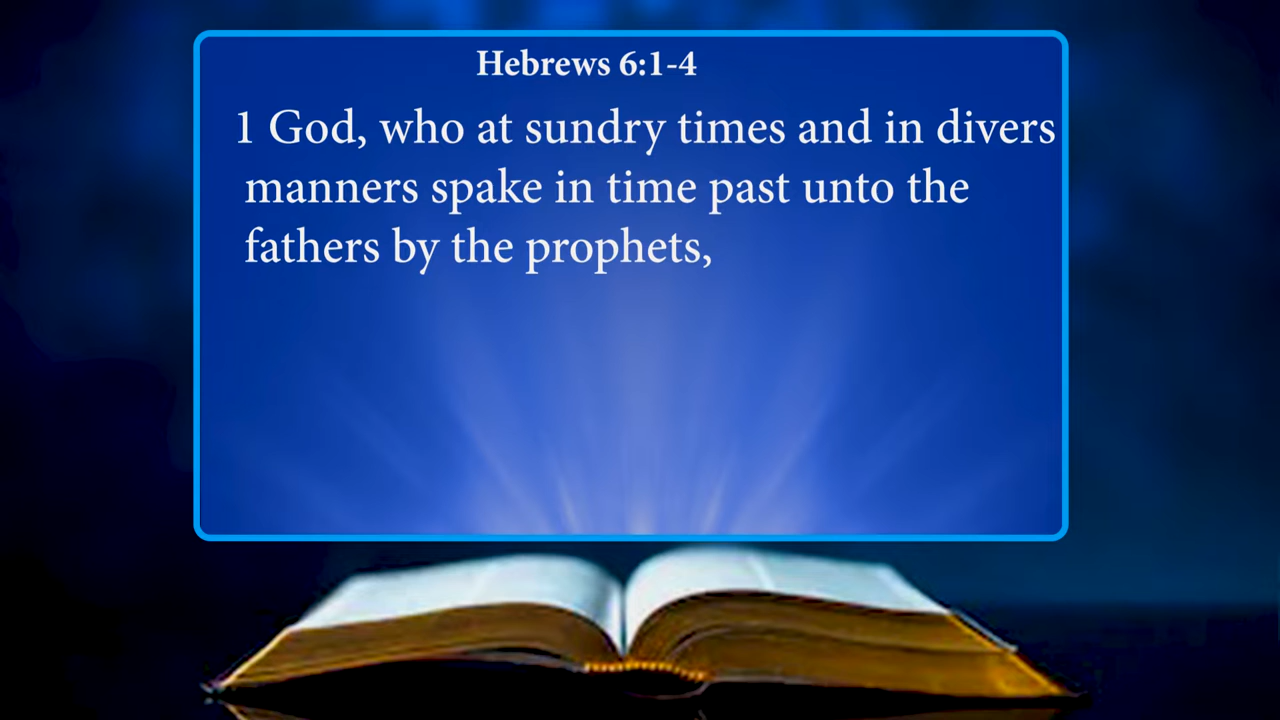 Hebrews 6:1-4
1 God, who at sundry times and in divers
manners spake in time past unto the
fathers by the prophets,